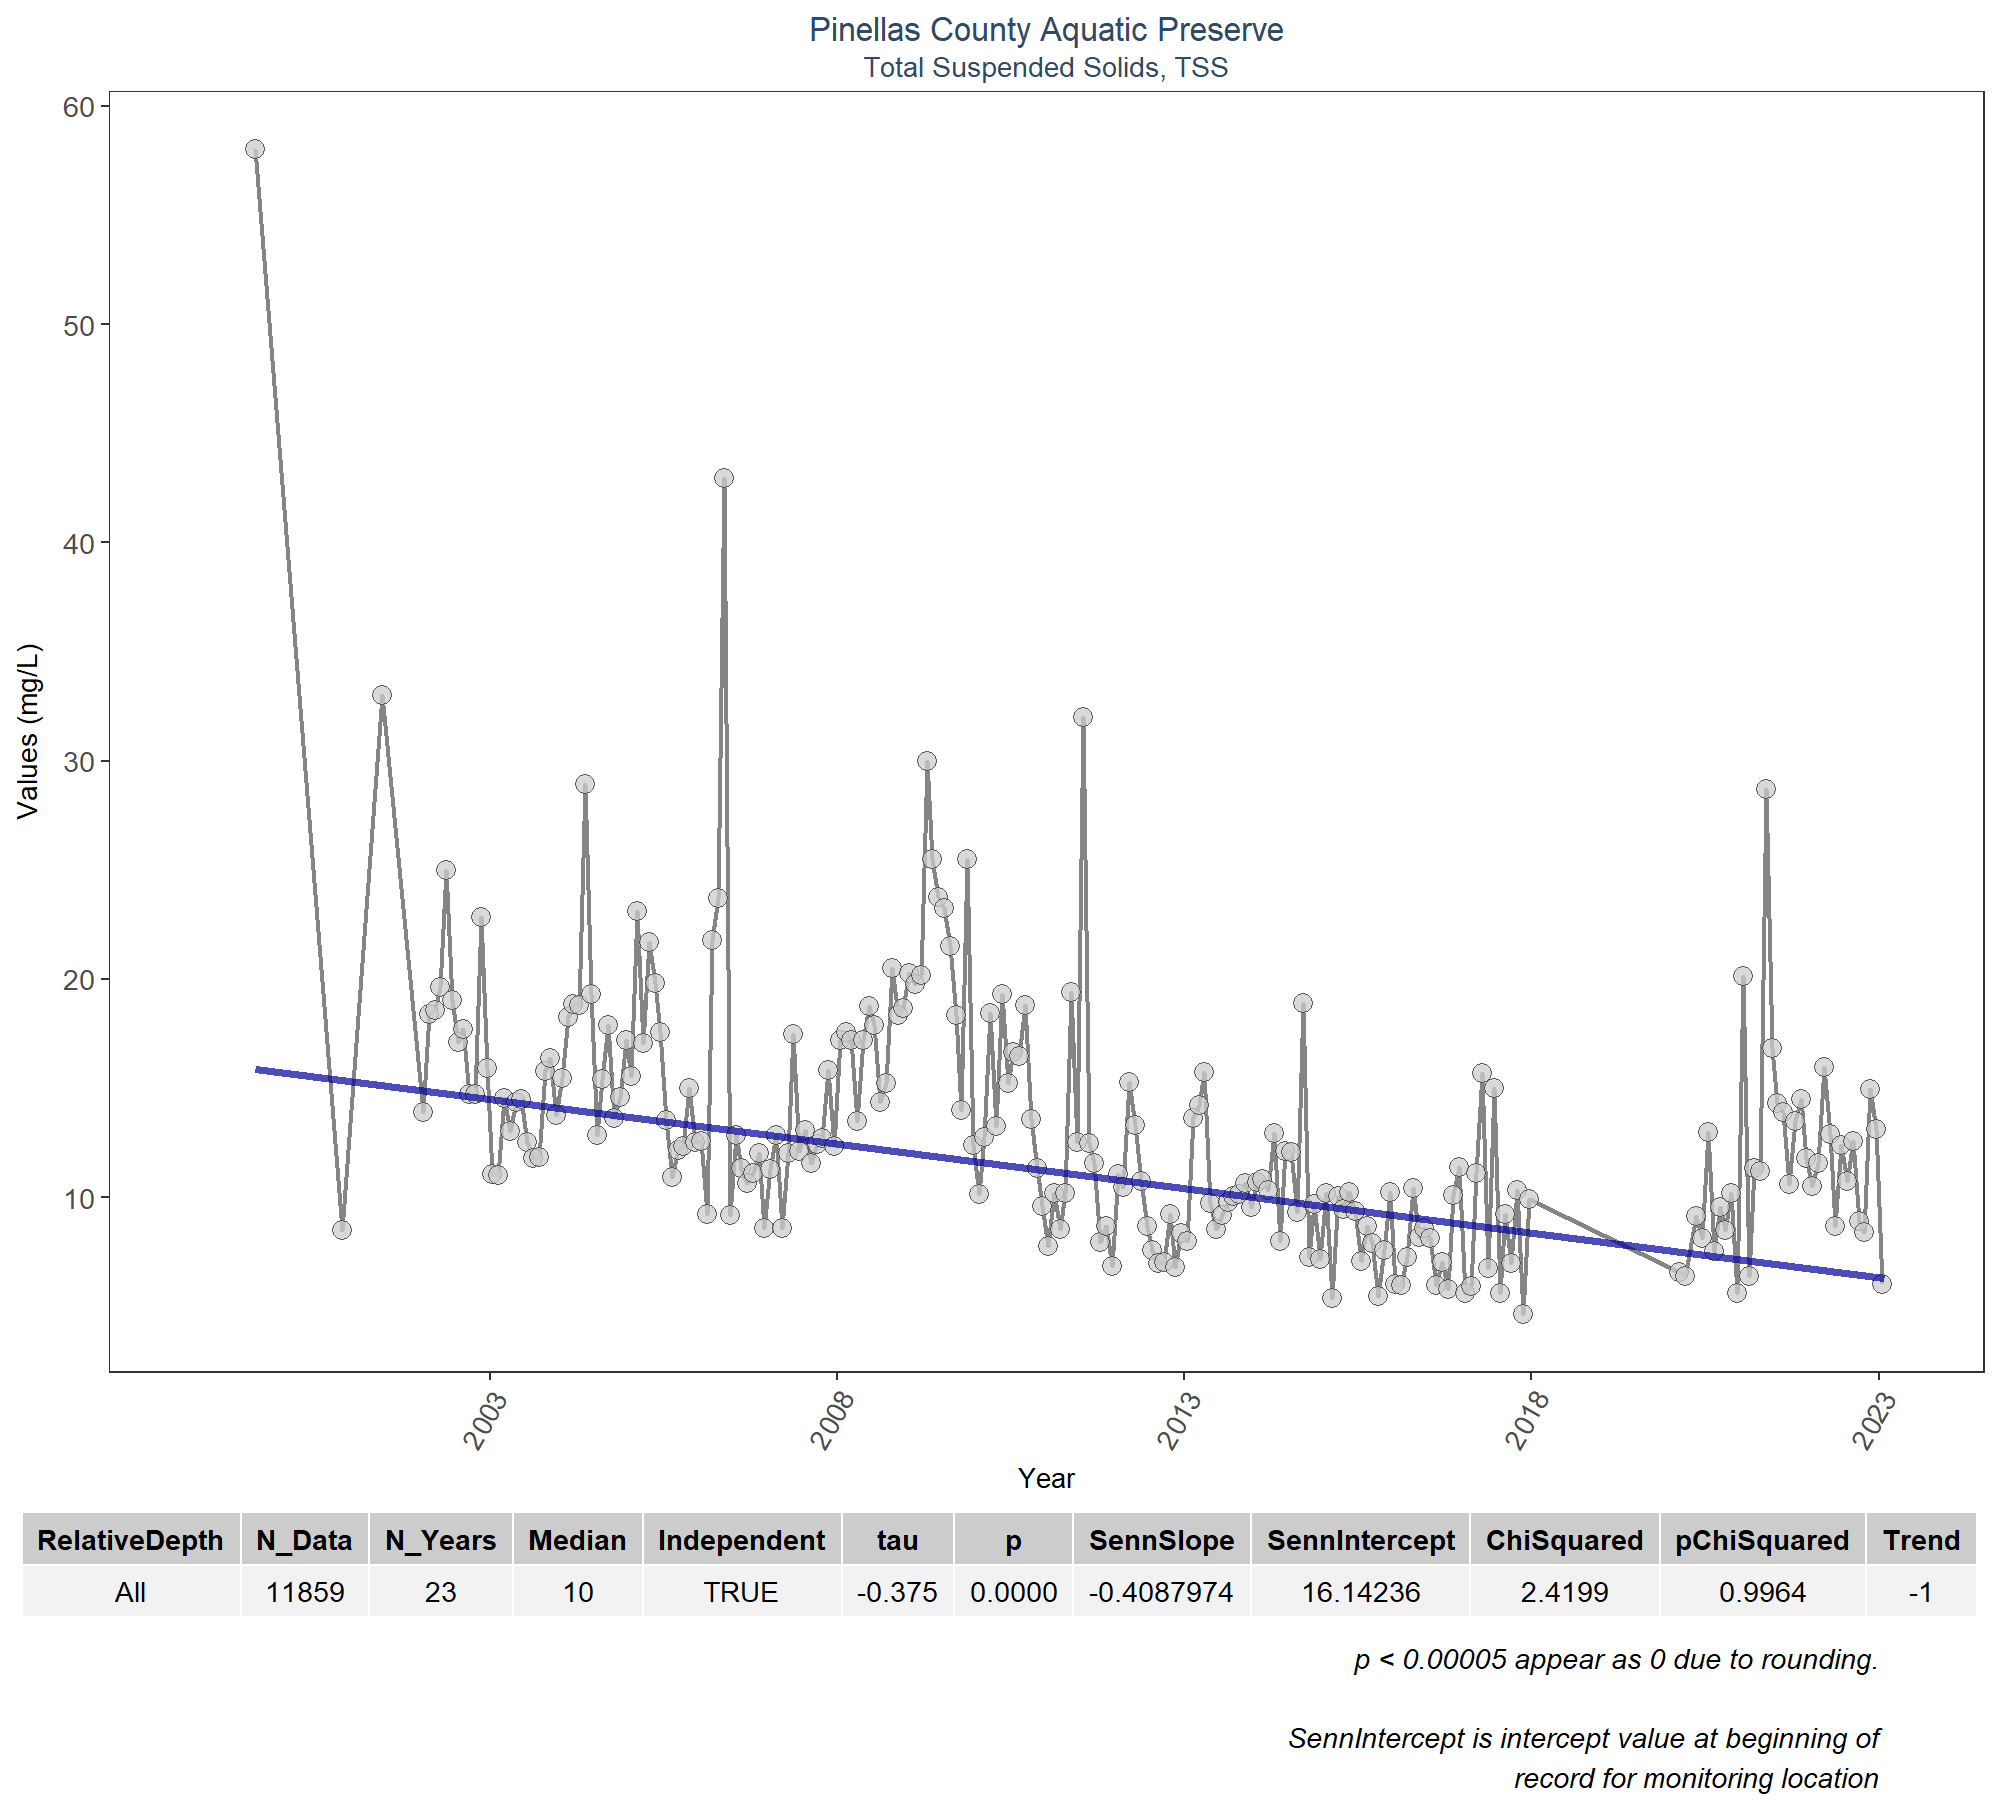 Pinellas County Aquatic Preserve
Total Suspended Solids, TSS
60
50
40
30
20
10
Values (mg/L)
2003
2008
2013
2018
2023
Year
RelativeDepth N_Data N_Years Median Independent tau p SennSlope SennIntercept ChiSquared pChiSquared Trend
All 11859 23 10 TRUE -0.375 0.0000 -0.4087974 16.14236 2.4199 0.9964 -1
p < 0.00005 appear as 0 due to rounding.
SennIntercept is intercept value at beginning of
record for monitoring location